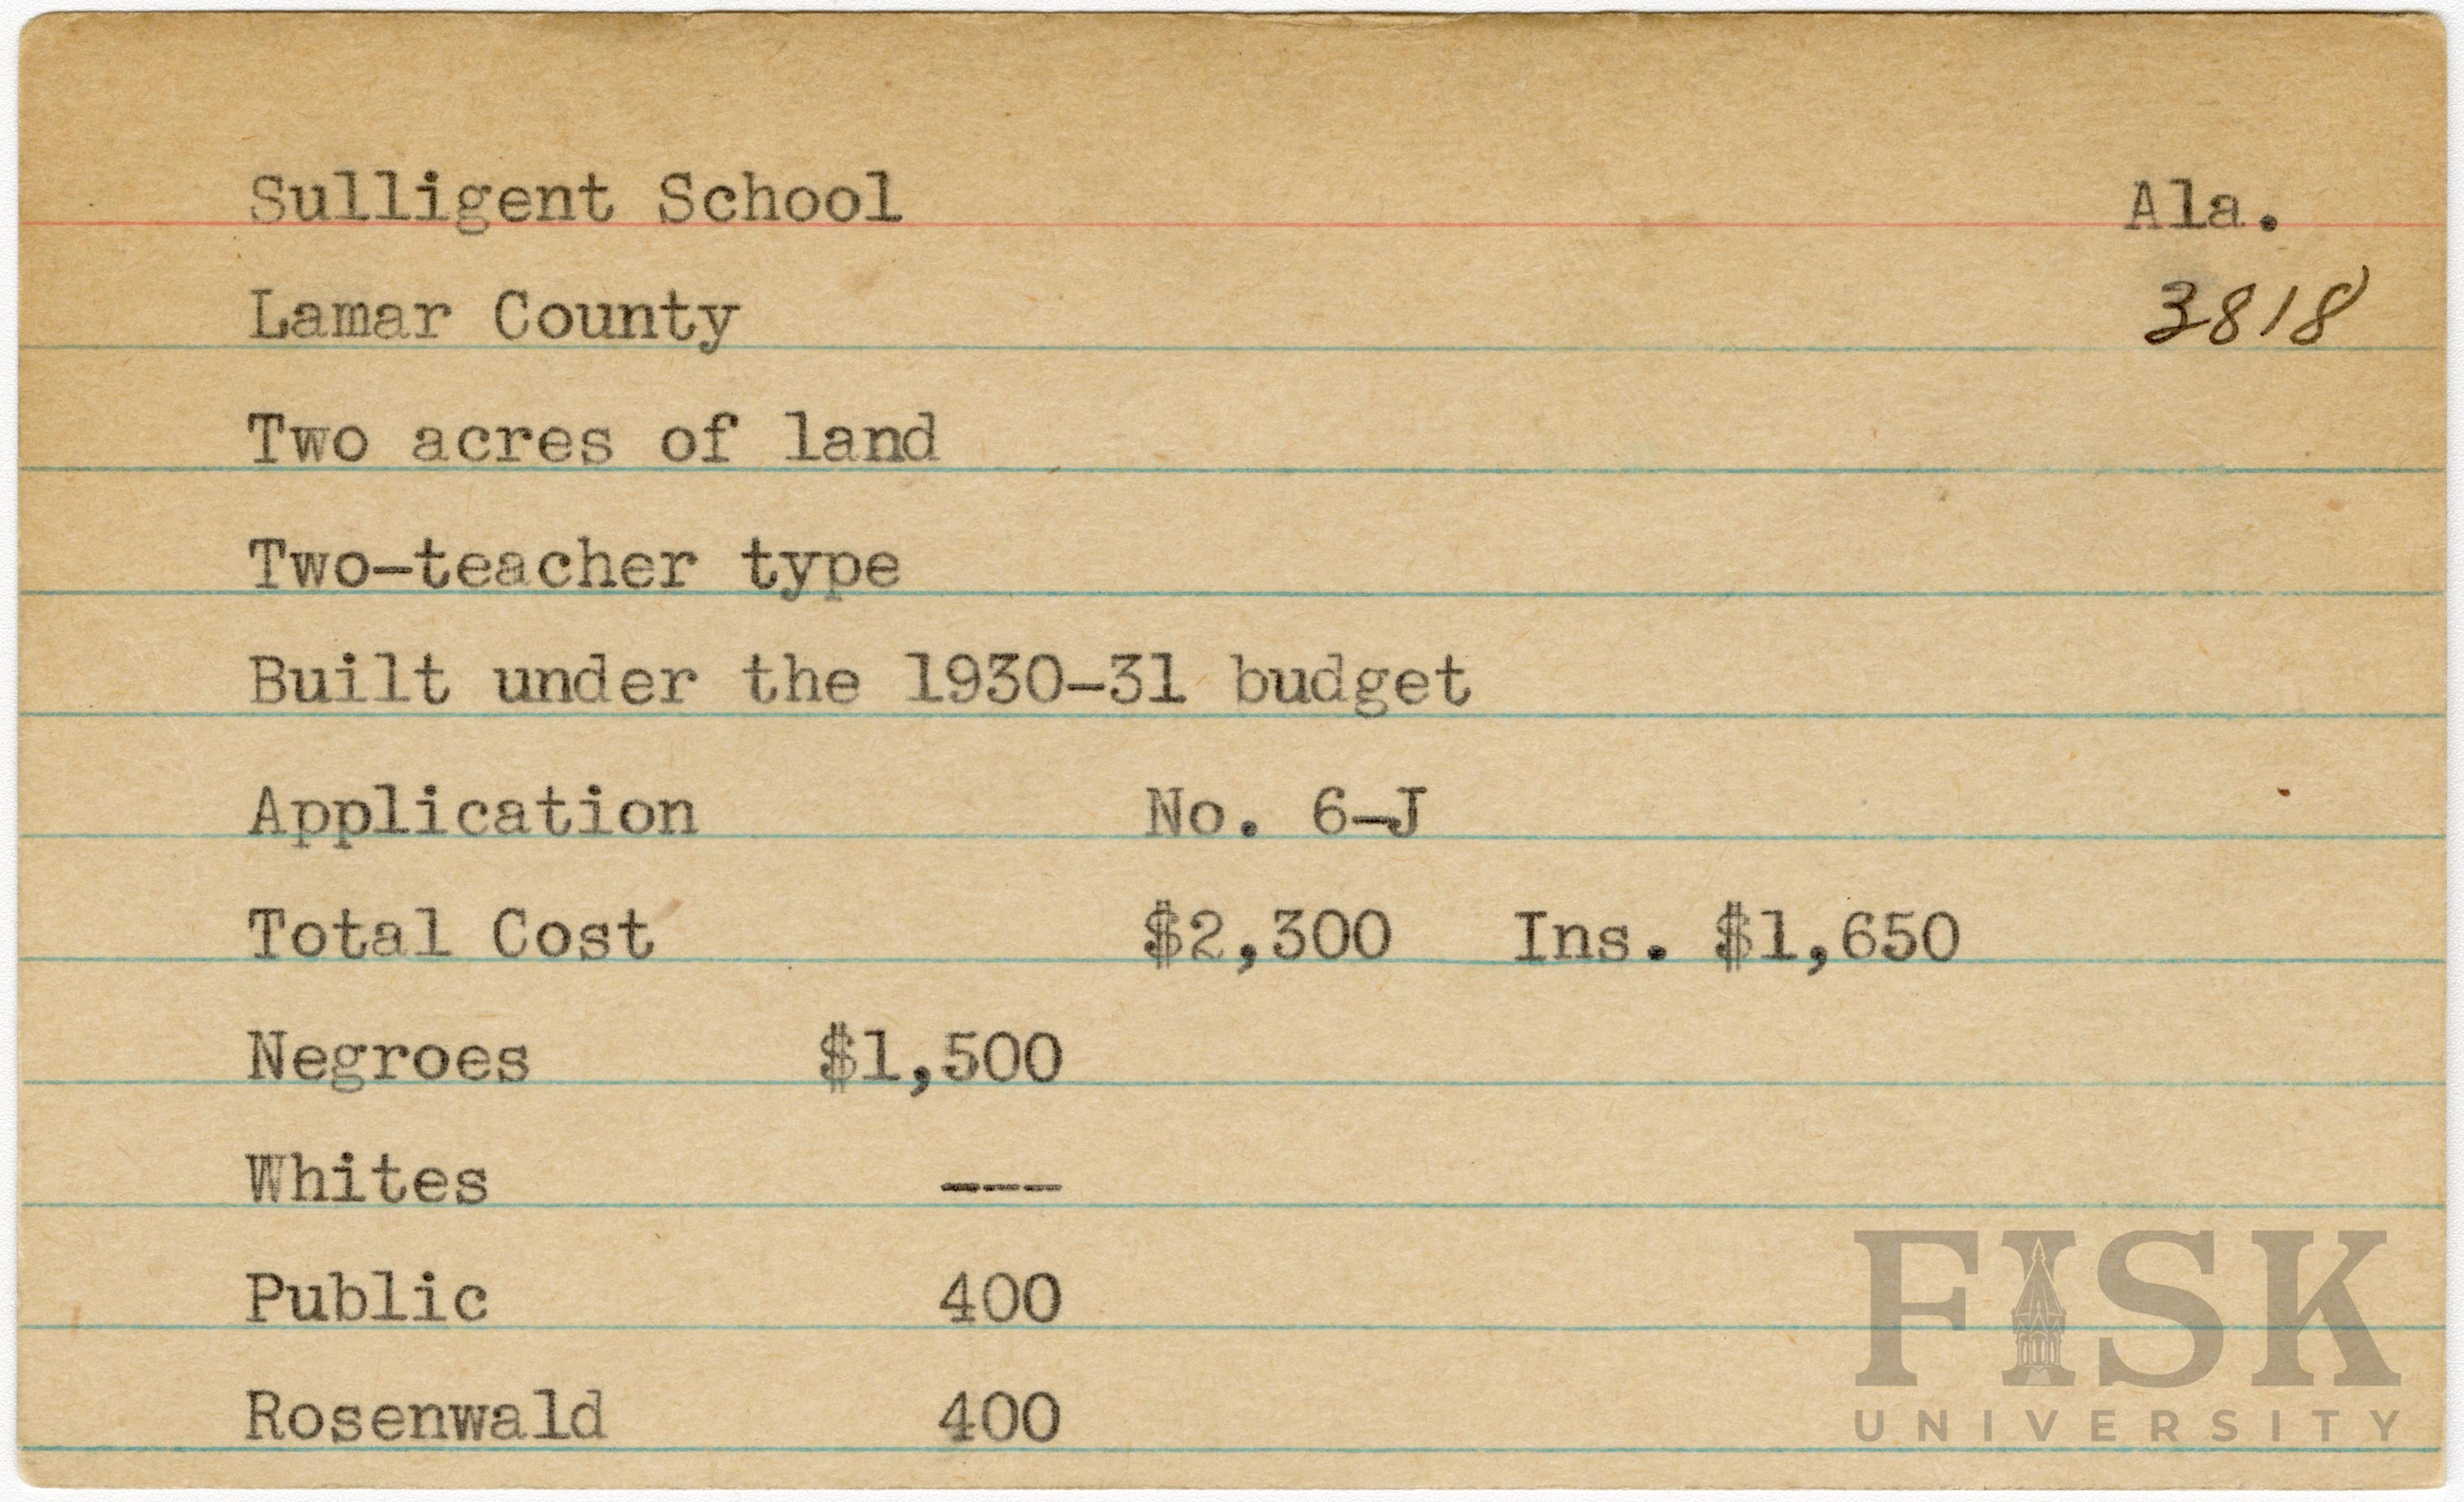 Sulligent School Ala.
Lamar County 3818
Two acres of land
Two-teacher type
Built under the 1930-31 budget
Application No. 6-J
Total Cost $2,300 Ins. $1,650
Negroes $1,500
Whites ---
Public 400
Rosenwald 400
FISK
UNIVERSITY